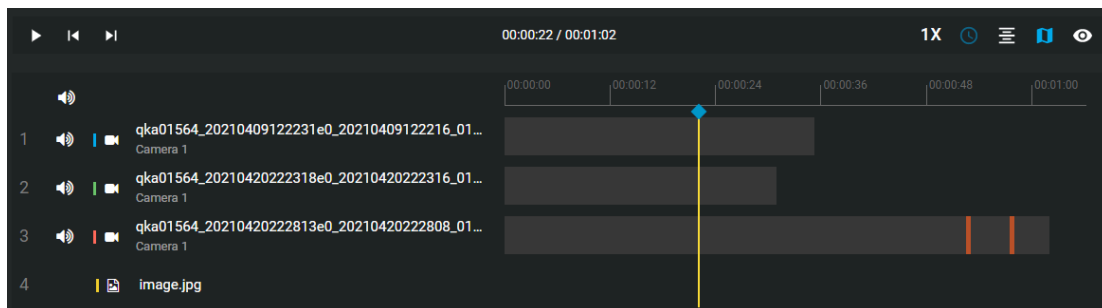 00:00:22 / 00:01:02
1X
00:00:00 00:00:12 00:00:24 00:00:36 00:00:48 00:01:00
1 qka01564_20210409122231e0_20210409122216_01...
Camera 1
2 qka01564_20210420222318e0_20210420222316_01...
Camera 1
3 qka01564_20210420222813e0_20210420222808_01...
Camera 1
4 image.jpg